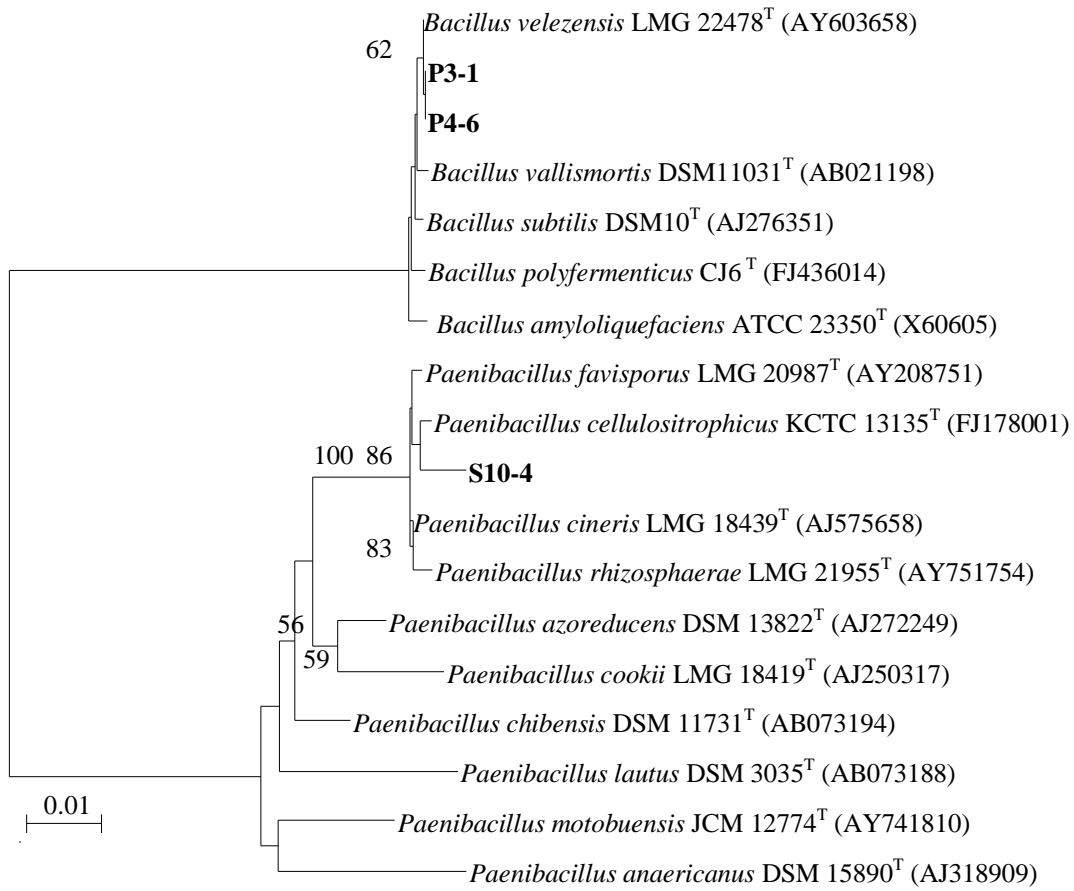 Bacillus velezensis LMG 22478T (AY603658)
62
P3-1
P4-6
Bacillus vallismortis DSM11031T (AB021198)
Bacillus subtilis DSM10T (AJ276351)
Bacillus polyfermenticus CJ6 T (FJ436014)
Bacillus amyloliquefaciens ATCC 23350T (X60605)
Paenibacillus favisporus LMG 20987T (AY208751)
Paenibacillus cellulositrophicus KCTC 13135T (FJ178001)
100 86
S10-4
Paenibacillus cineris LMG 18439T (AJ575658)
83
Paenibacillus rhizosphaerae LMG 21955T (AY751754)
Paenibacillus azoreducens DSM 13822T (AJ272249)
56
59
Paenibacillus cookii LMG 18419T (AJ250317)
Paenibacillus chibensis DSM 11731T (AB073194)
Paenibacillus lautus DSM 3035T (AB073188)
0.01
Paenibacillus motobuensis JCM 12774T (AY741810)
Paenibacillus anaericanus DSM 15890T (AJ318909)